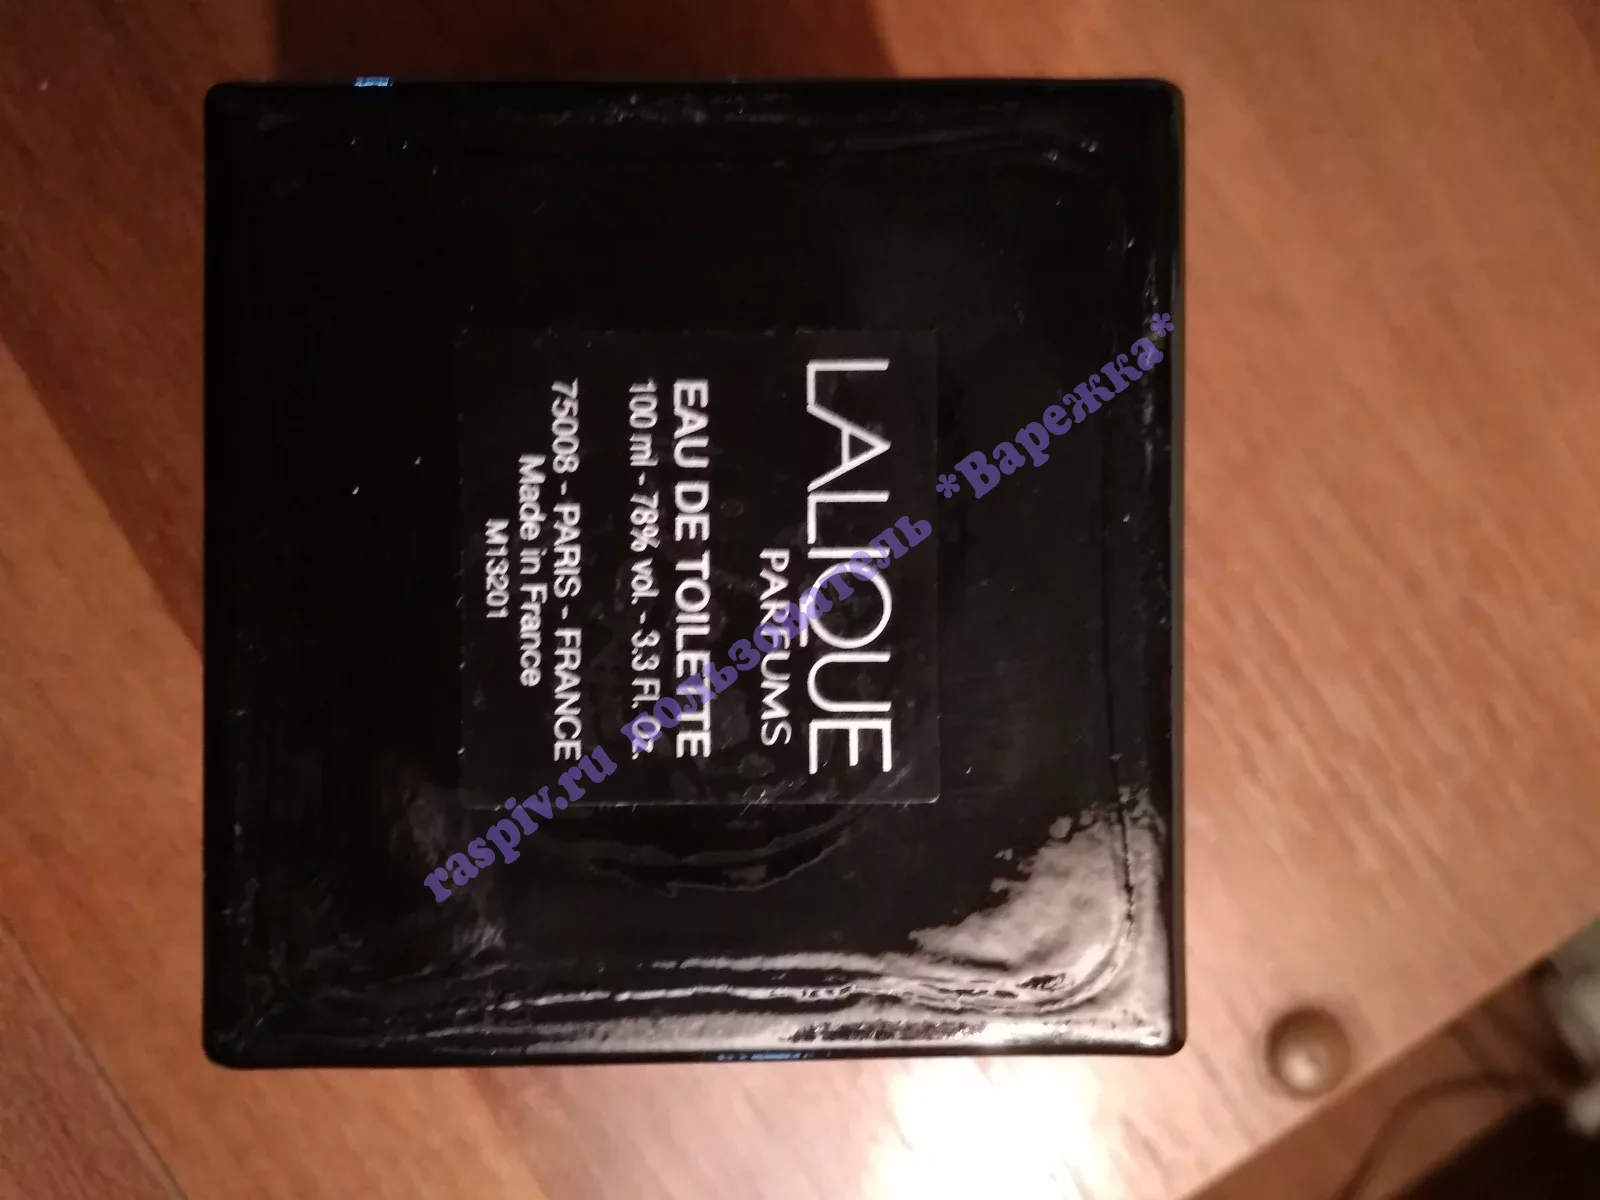 LALIQUE
PARFUMS
EAU DE TOILETTE
100 ml - 78% vol. - 3.3 Fl. Oz.
75008 - PARIS - FRANCE
Made in France
M13201
raspiv.ru пользователь *Варежка*